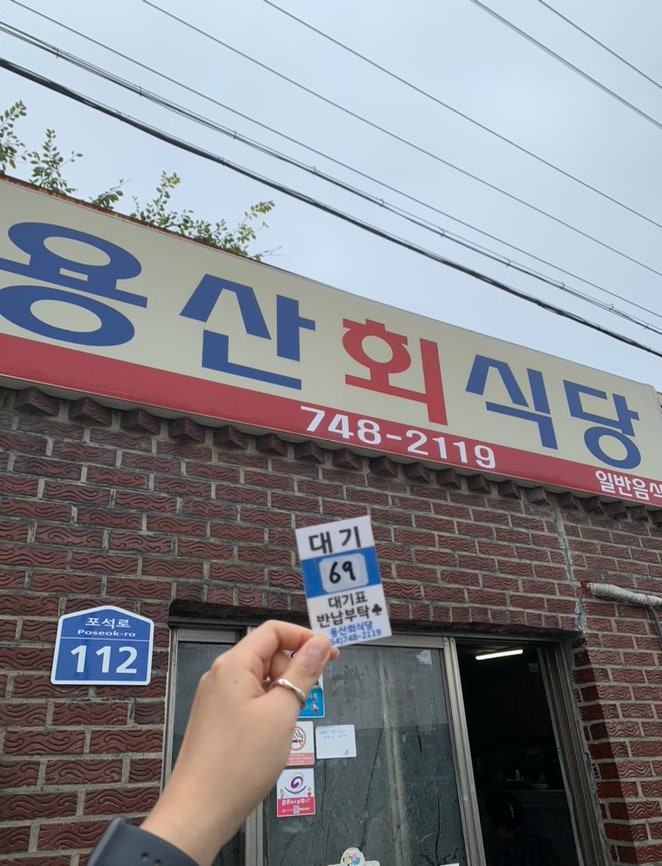 용산회식당
748-2119
일반음식
대기
69
대기표
반납부탁♣
용산회식당
54)748-2119
포석로
Poseok-ro
112